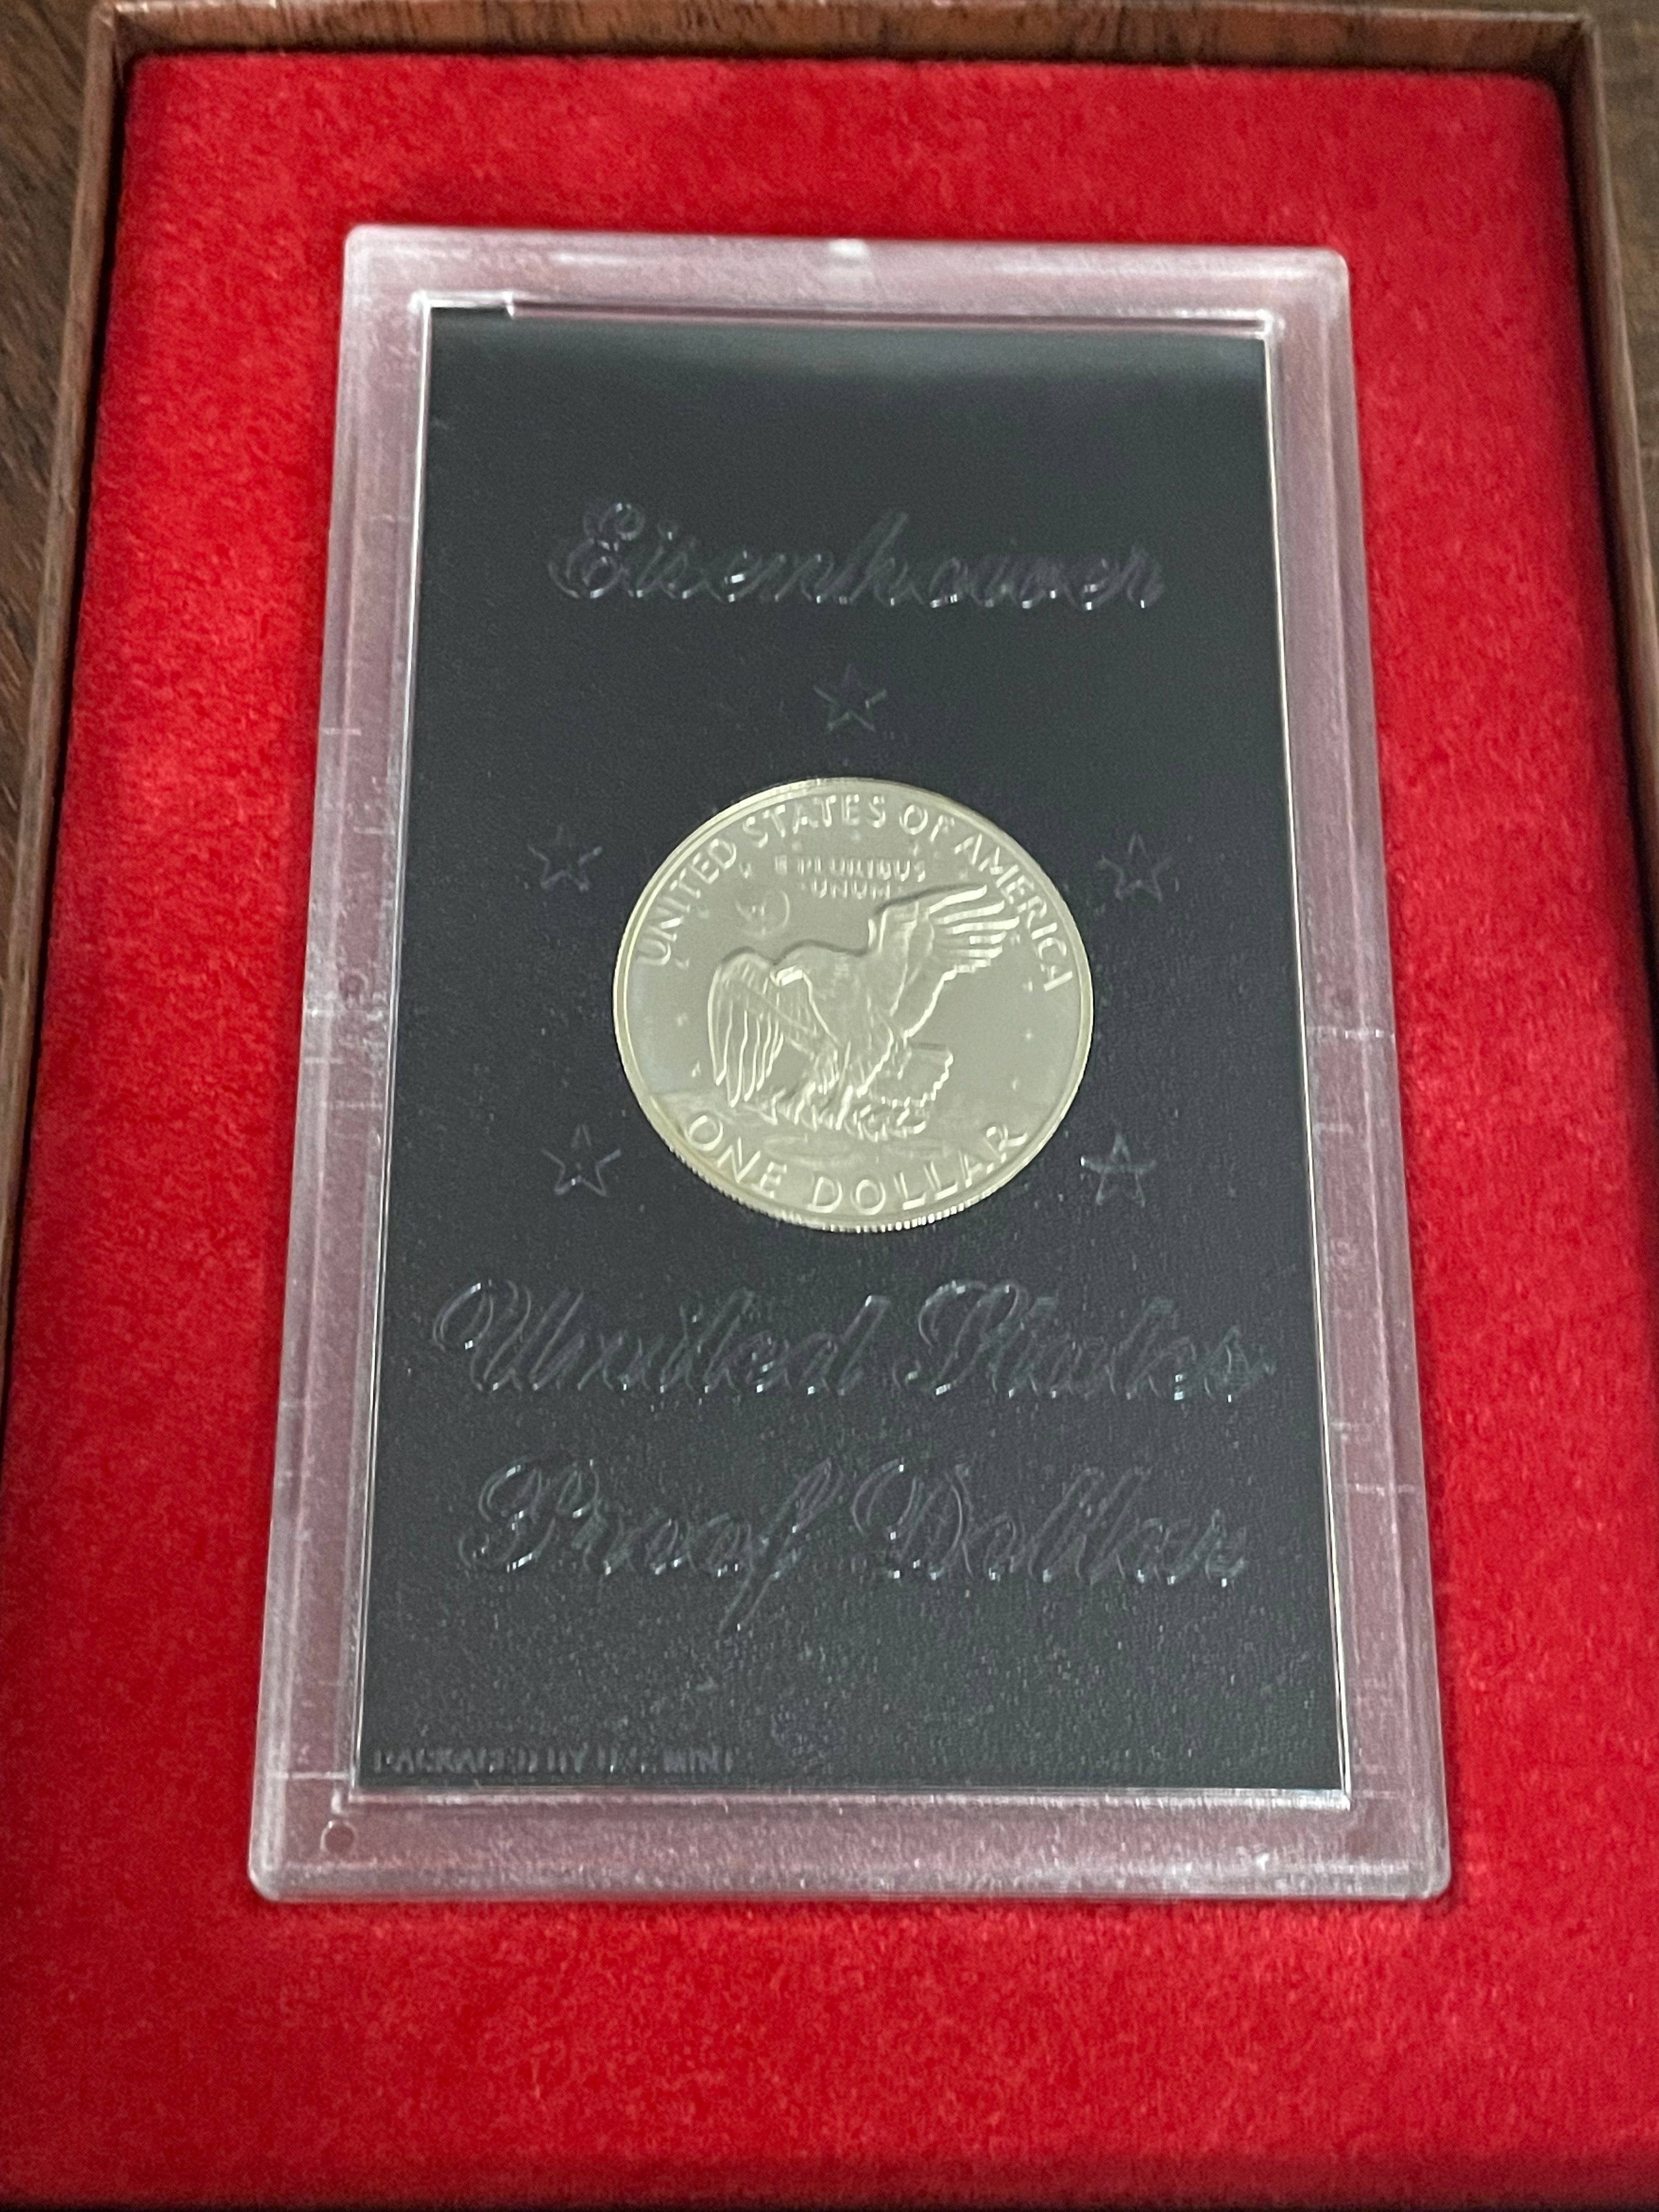 Eisenhower
UNITED STATES OF AMERICA
E PLURIBUS
UNUM
ONE DOLLAR
United States
Proof Dollar
PACKAGED BY U.S. MINT